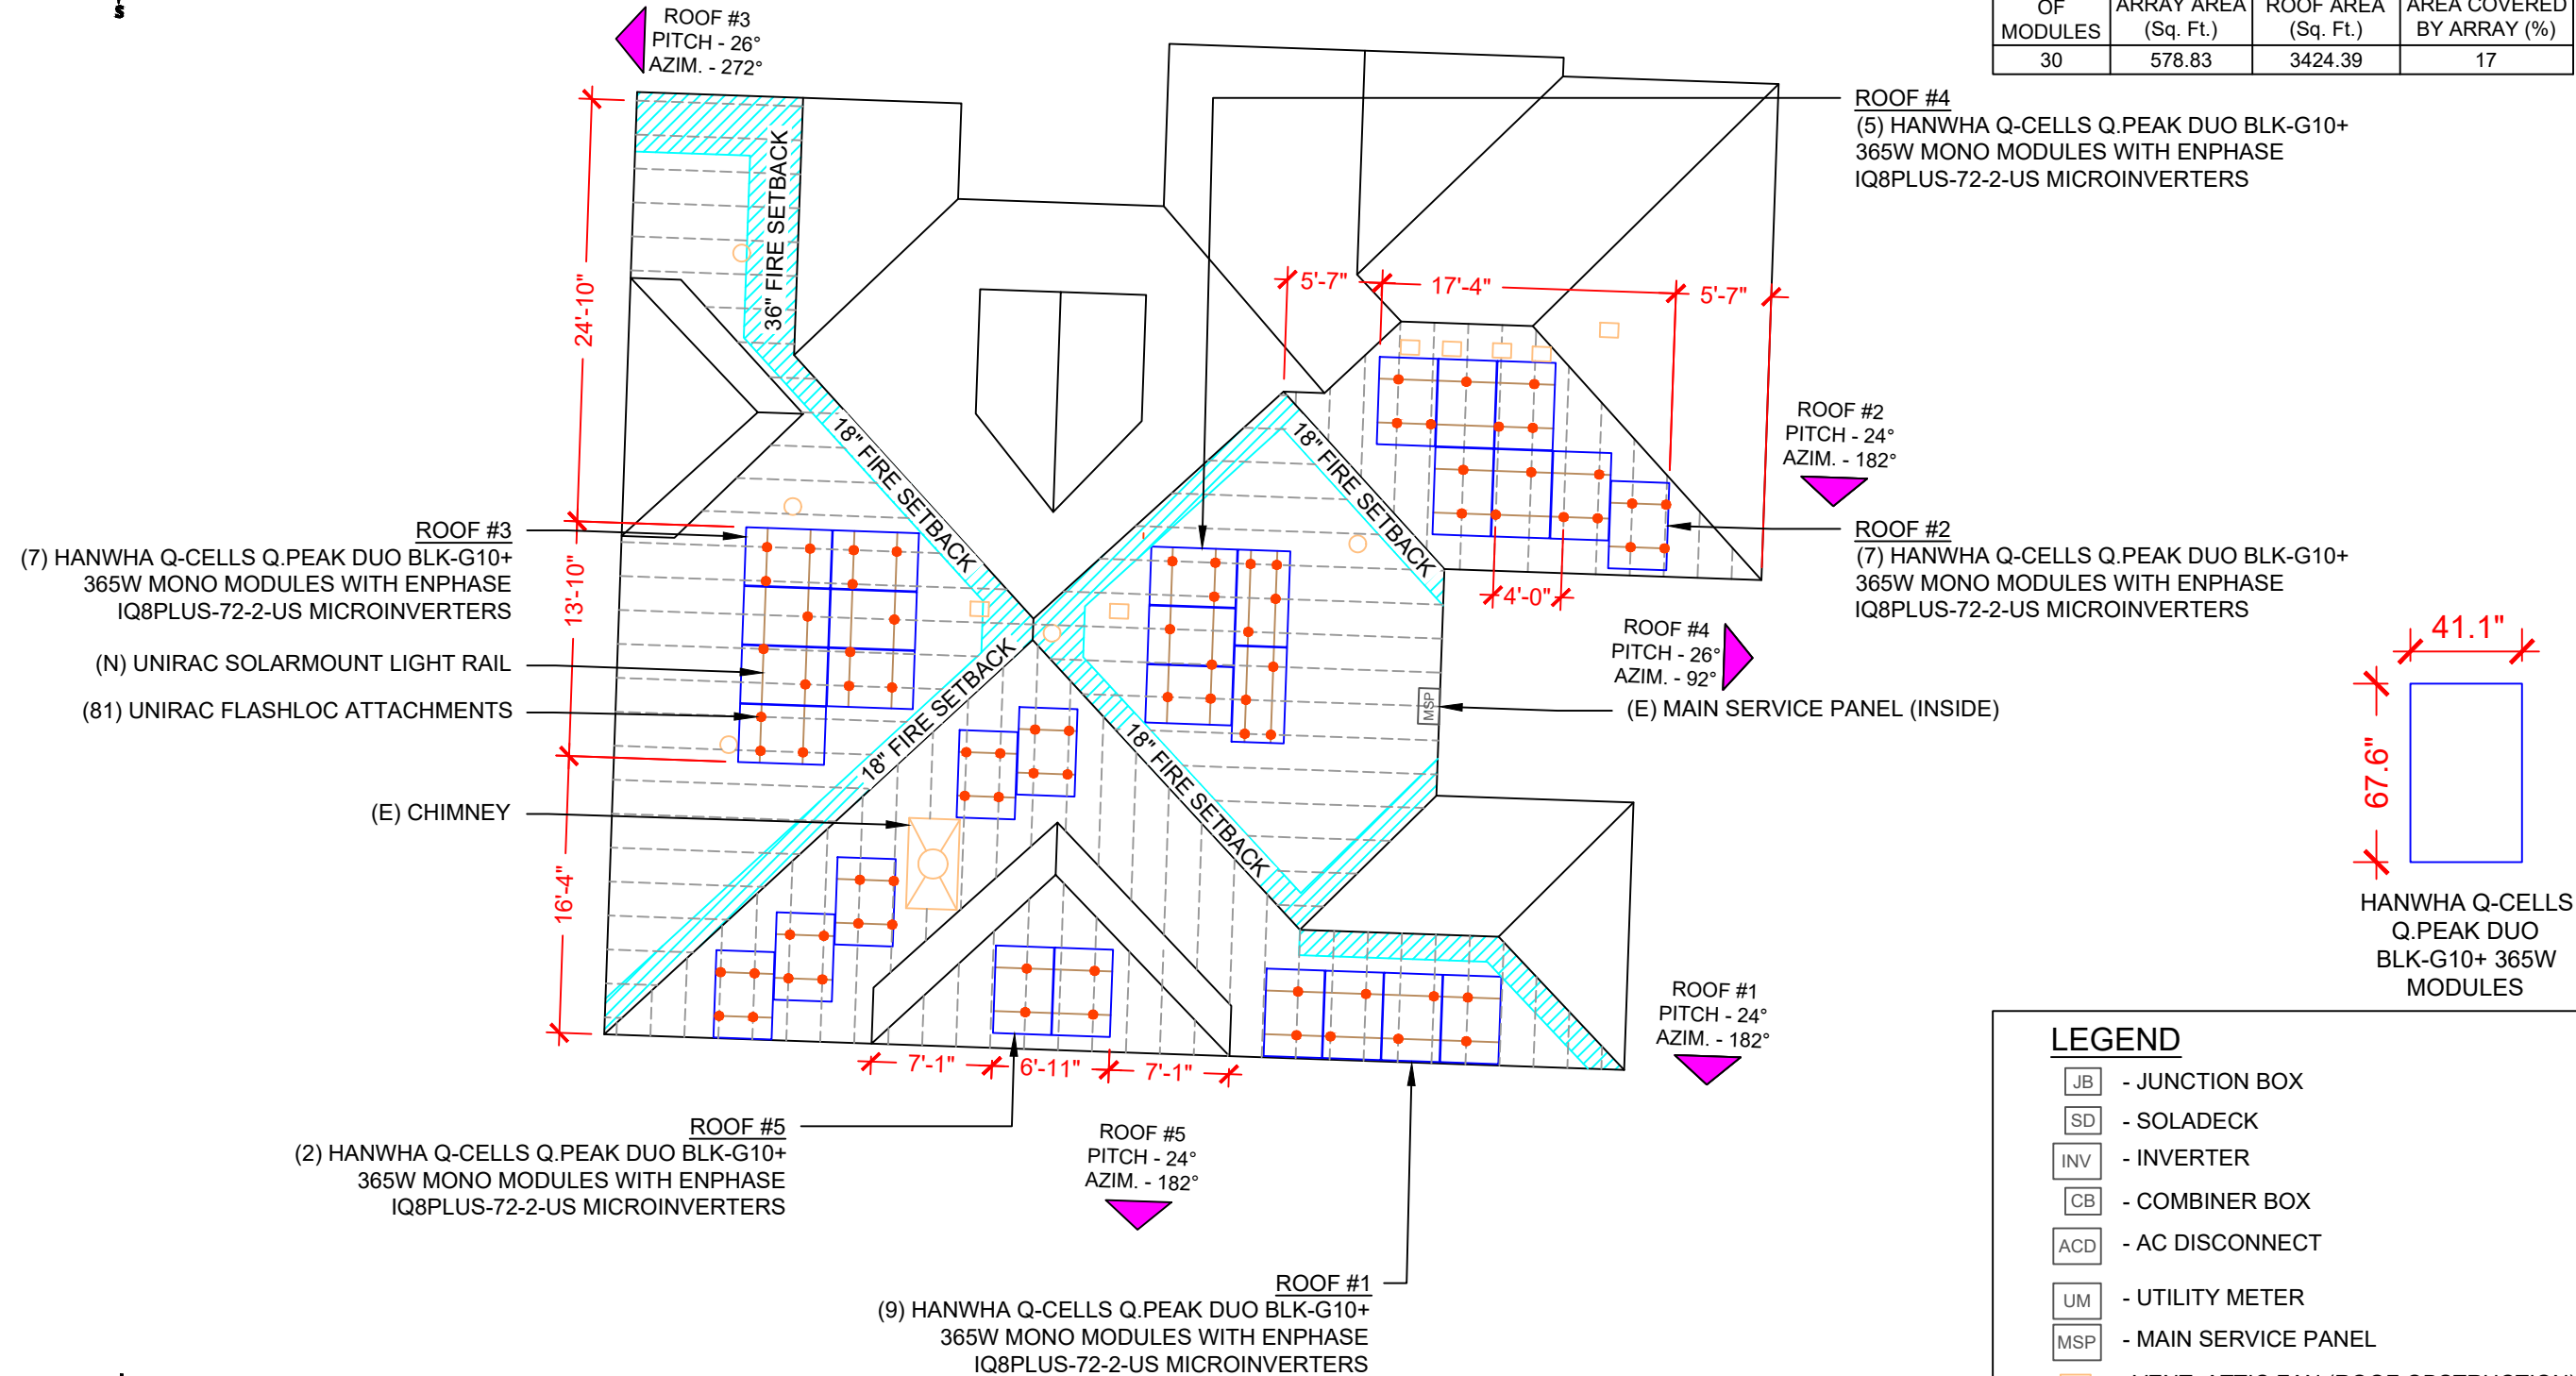 OF
MODULES
ARRAY AREA
(Sq. Ft.)
ROOF AREA
(Sq. Ft.)
AREA COVERED
BY ARRAY (%)
30
578.83
3424.39
17
ROOF #3
PITCH - 26°
AZIM. - 272°
36" FIRE SETBACK
ROOF #4
(5) HANWHA Q-CELLS Q.PEAK DUO BLK-G10+
365W MONO MODULES WITH ENPHASE
IQ8PLUS-72-2-US MICROINVERTERS
24'-10"
5'-7"
17'-4"
5'-7"
ROOF #2
PITCH - 24°
AZIM. - 182°
18" FIRE SETBACK
18" FIRE SETBACK
ROOF #3
(7) HANWHA Q-CELLS Q.PEAK DUO BLK-G10+
365W MONO MODULES WITH ENPHASE
IQ8PLUS-72-2-US MICROINVERTERS
13'-10"
ROOF #2
(7) HANWHA Q-CELLS Q.PEAK DUO BLK-G10+
365W MONO MODULES WITH ENPHASE
IQ8PLUS-72-2-US MICROINVERTERS
4'-0"
ROOF #4
PITCH - 26°
AZIM. - 92°
41.1"
67.6"
(N) UNIRAC SOLARMOUNT LIGHT RAIL
(81) UNIRAC FLASHLOC ATTACHMENTS
MSP
(E) MAIN SERVICE PANEL (INSIDE)
18" FIRE SETBACK
18" FIRE SETBACK
(E) CHIMNEY
16'-4"
HANWHA Q-CELLS
Q.PEAK DUO
BLK-G10+ 365W
MODULES
ROOF #1
PITCH - 24°
AZIM. - 182°
7'-1"
6'-11"
7'-1"
ROOF #5
(2) HANWHA Q-CELLS Q.PEAK DUO BLK-G10+
365W MONO MODULES WITH ENPHASE
IQ8PLUS-72-2-US MICROINVERTERS
ROOF #5
PITCH - 24°
AZIM. - 182°
ROOF #1
(9) HANWHA Q-CELLS Q.PEAK DUO BLK-G10+
365W MONO MODULES WITH ENPHASE
IQ8PLUS-72-2-US MICROINVERTERS
LEGEND
JB - JUNCTION BOX
SD - SOLADECK
INV - INVERTER
CB - COMBINER BOX
ACD - AC DISCONNECT
UM - UTILITY METER
MSP - MAIN SERVICE PANEL